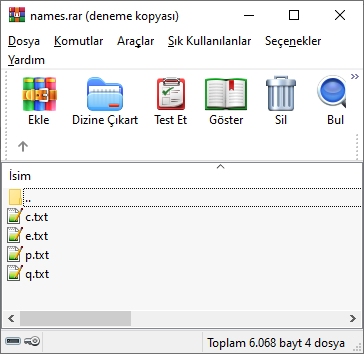 names.rar (deneme kopyası)
Dosya Komutlar Araçlar Sık Kullanılanlar Seçenekler
Yardım
Ekle Dizine Çıkart Test Et Göster Sil Bul
İsim
..
c.txt
e.txt
p.txt
q.txt
Toplam 6.068 bayt 4 dosya